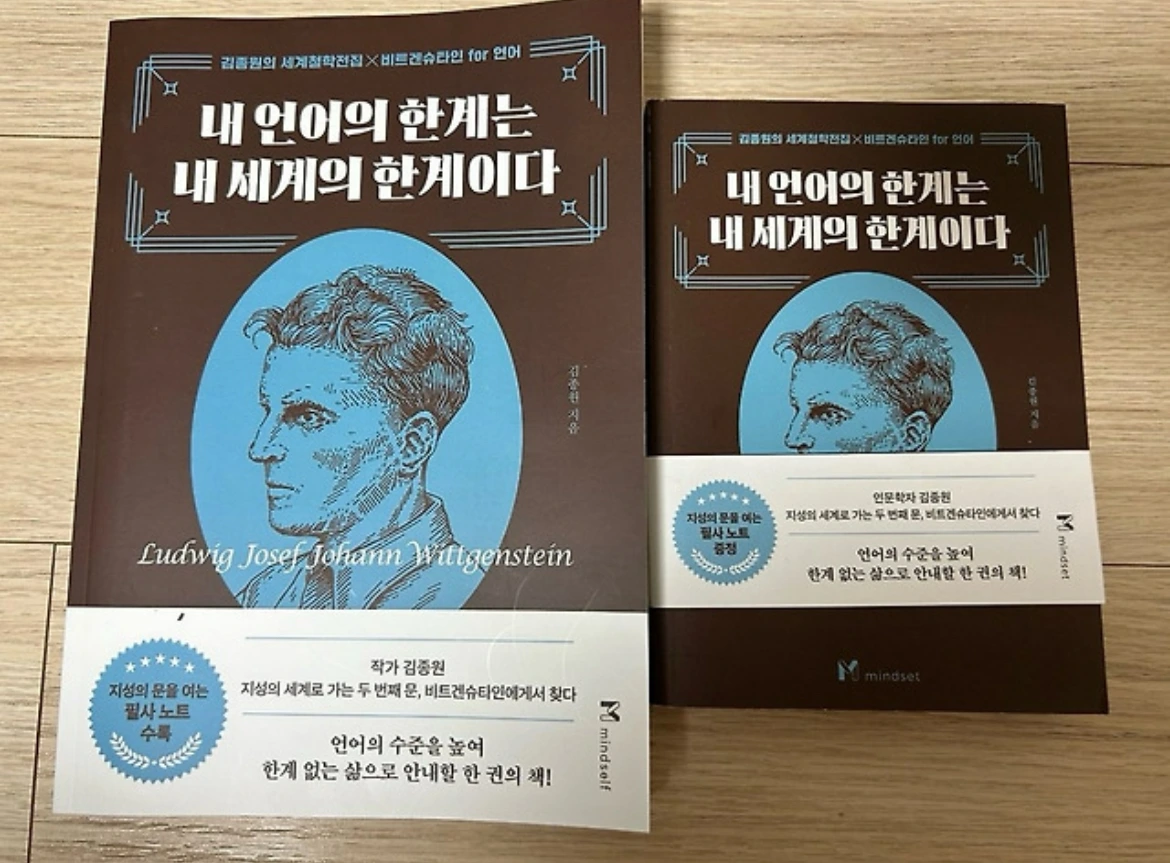 김종원의 세계철학전집×비트겐슈타인 for 언어
내 언어의 한계는
내 세계의 한계이다
김종원 지음
Ludwig Josef Johann Wittgenstein
지성의 문을 여는
필사 노트
수록
작가 김종원
지성의 세계로 가는 두 번째 문, 비트겐슈타인에게서 찾다
언어의 수준을 높여
한계 없는 삶으로 안내할 한 권의 책!
mindself
김종원의 세계철학전집×비트겐슈타인 for 언어
내 언어의 한계는
내 세계의 한계이다
김종원 지음
지성의 문을 여는
필사 노트
증정
인문학자 김종원
지성의 세계로 가는 두 번째 문, 비트겐슈타인에게서 찾다
언어의 수준을 높여
한계 없는 삶으로 안내할 한 권의 책!
mindset
mindset